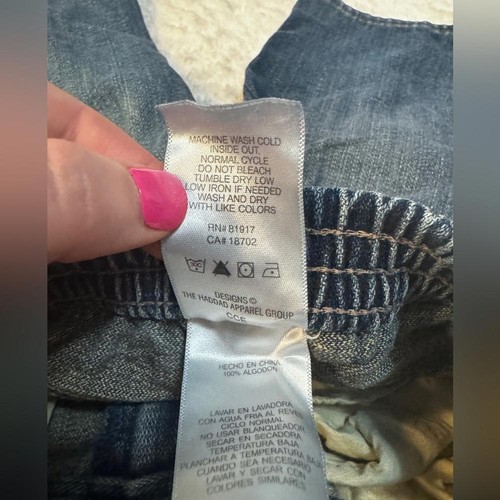 MACHINE WASH COLD
INSIDE OUT.
NORMAL CYCLE
DO NOT BLEACH
TUMBLE DRY LOW
LOW IRON IF NEEDED
WASH AND DRY
WITH LIKE COLORS
RN# 81917
CA# 18702
DESIGNS ©
THE HADDAD APPAREL GROUP
CCE
HECHO EN CHINA
100% ALGODON
LAVAR EN LAVADORA
CON AGUA FRIA AL REVES
CICLO NORMAL
NO USAR BLANQUEADOR
SECAR EN SECADORA
TEMPERATURA BAJA
PLANCHAR A TEMPERATURA BAJA
CUANDO SEA NECESARIO
LAVAR Y SECAR CON
COLORES SIMILARES